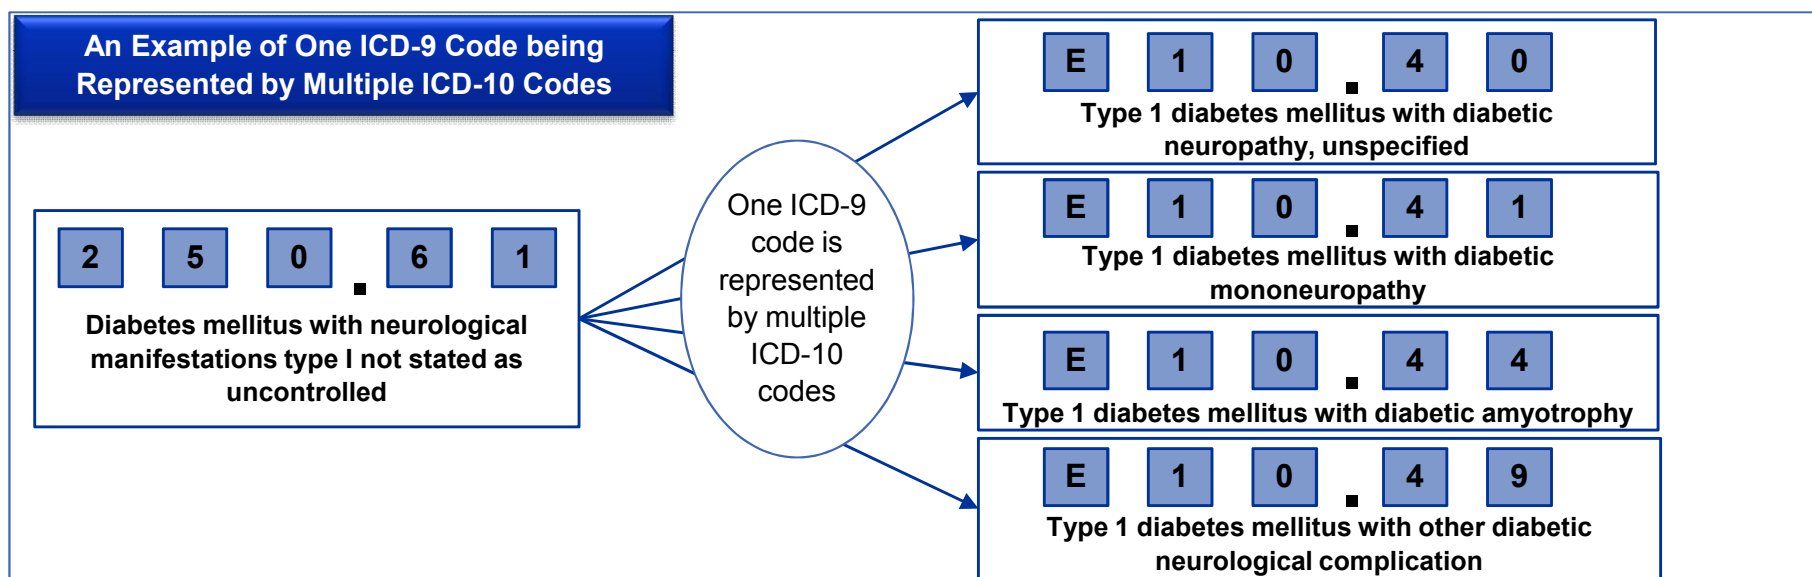 An Example of One ICD-9 Code being
Represented by Multiple ICD-10 Codes
2 5 0 . 6 1
Diabetes mellitus with neurological
manifestations type I not stated as
uncontrolled
One ICD-9
code is
represented
by multiple
ICD-10
codes
E 1 0 . 4 0
Type 1 diabetes mellitus with diabetic
neuropathy, unspecified
E 1 0 . 4 1
Type 1 diabetes mellitus with diabetic
mononeuropathy
E 1 0 . 4 4
Type 1 diabetes mellitus with diabetic amyotrophy
E 1 0 . 4 9
Type 1 diabetes mellitus with other diabetic
neurological complication